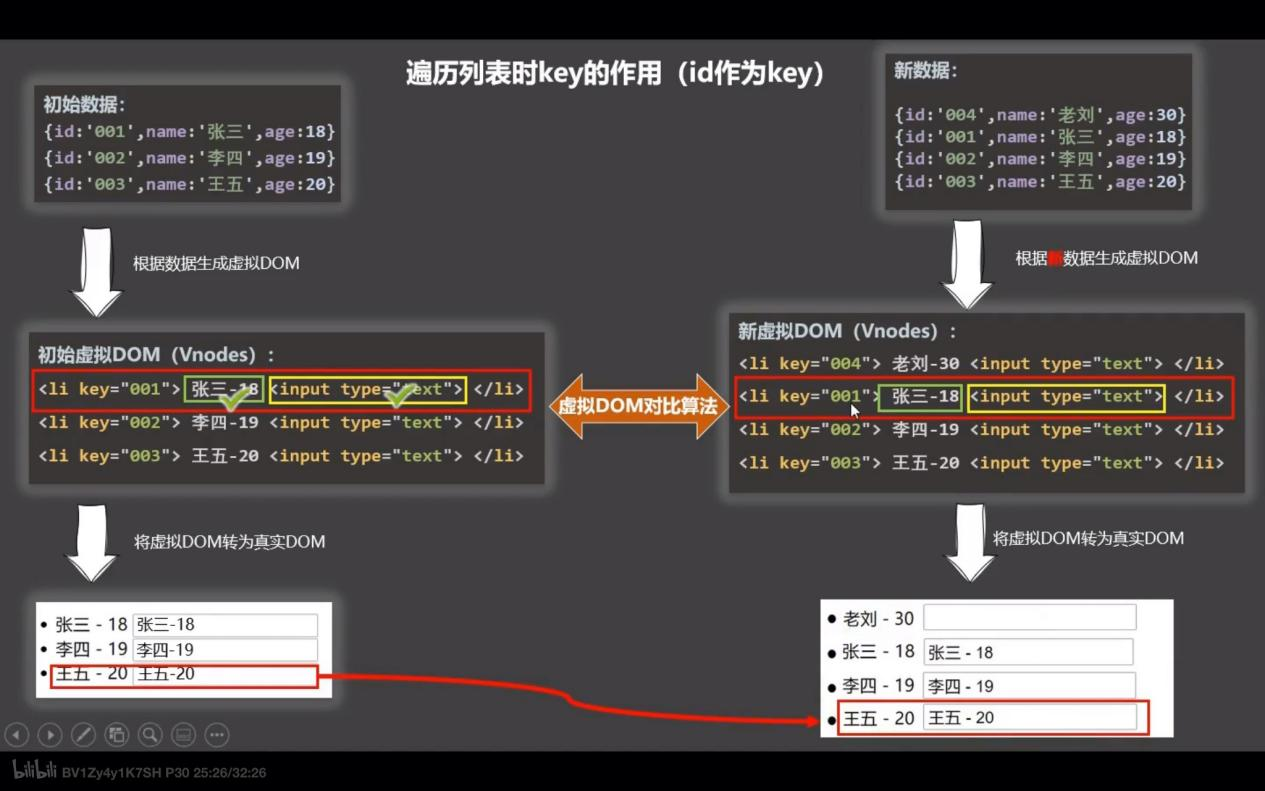 遍历列表时key的作用（id作为key）
初始数据：
{id:'001',name:'张三',age:18}
{id:'002',name:'李四',age:19}
{id:'003',name:'王五',age:20}
根据数据生成虚拟DOM
初始虚拟DOM（Vnodes）：
<li key="001"> 张三-18 <input type="text"> </li>
<li key="002"> 李四-19 <input type="text"> </li>
<li key="003"> 王五-20 <input type="text"> </li>
将虚拟DOM转为真实DOM
• 张三 - 18 张三-18
• 李四 - 19 李四-19
• 王五 - 20 王五-20
虚拟DOM对比算法
新数据：
{id:'004',name:'老刘',age:30}
{id:'001',name:'张三',age:18}
{id:'002',name:'李四',age:19}
{id:'003',name:'王五',age:20}
根据新数据生成虚拟DOM
新虚拟DOM（Vnodes）：
<li key="004"> 老刘-30 <input type="text"> </li>
<li key="001"> 张三-18 <input type="text"> </li>
<li key="002"> 李四-19 <input type="text"> </li>
<li key="003"> 王五-20 <input type="text"> </li>
将虚拟DOM转为真实DOM
• 老刘 - 30
• 张三 - 18 张三 - 18
• 李四 - 19 李四 - 19
• 王五 - 20 王五 - 20
bilibili BV1Zy4y1K7SH P30 25:26/32:26